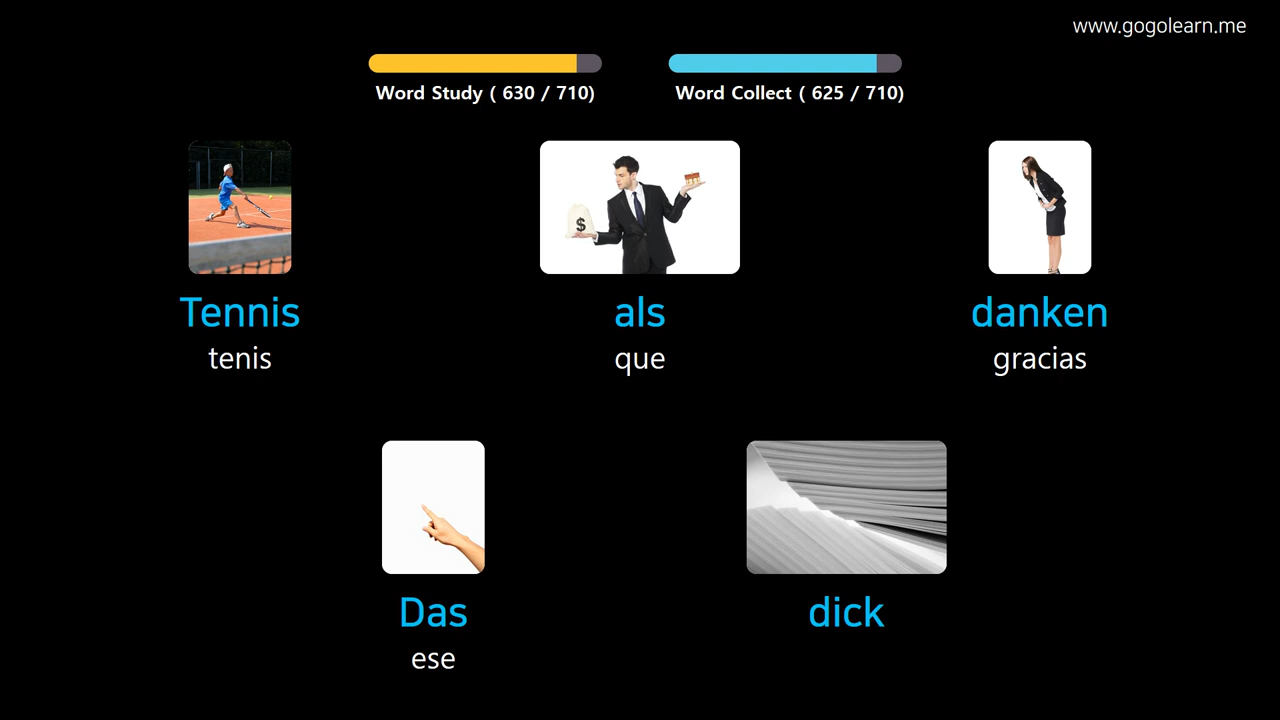 www.gogolearn.me
Word Study ( 630 / 710)
Word Collect ( 625 / 710)
$
Tennis
tenis
als
que
danken
gracias
Das
ese
dick